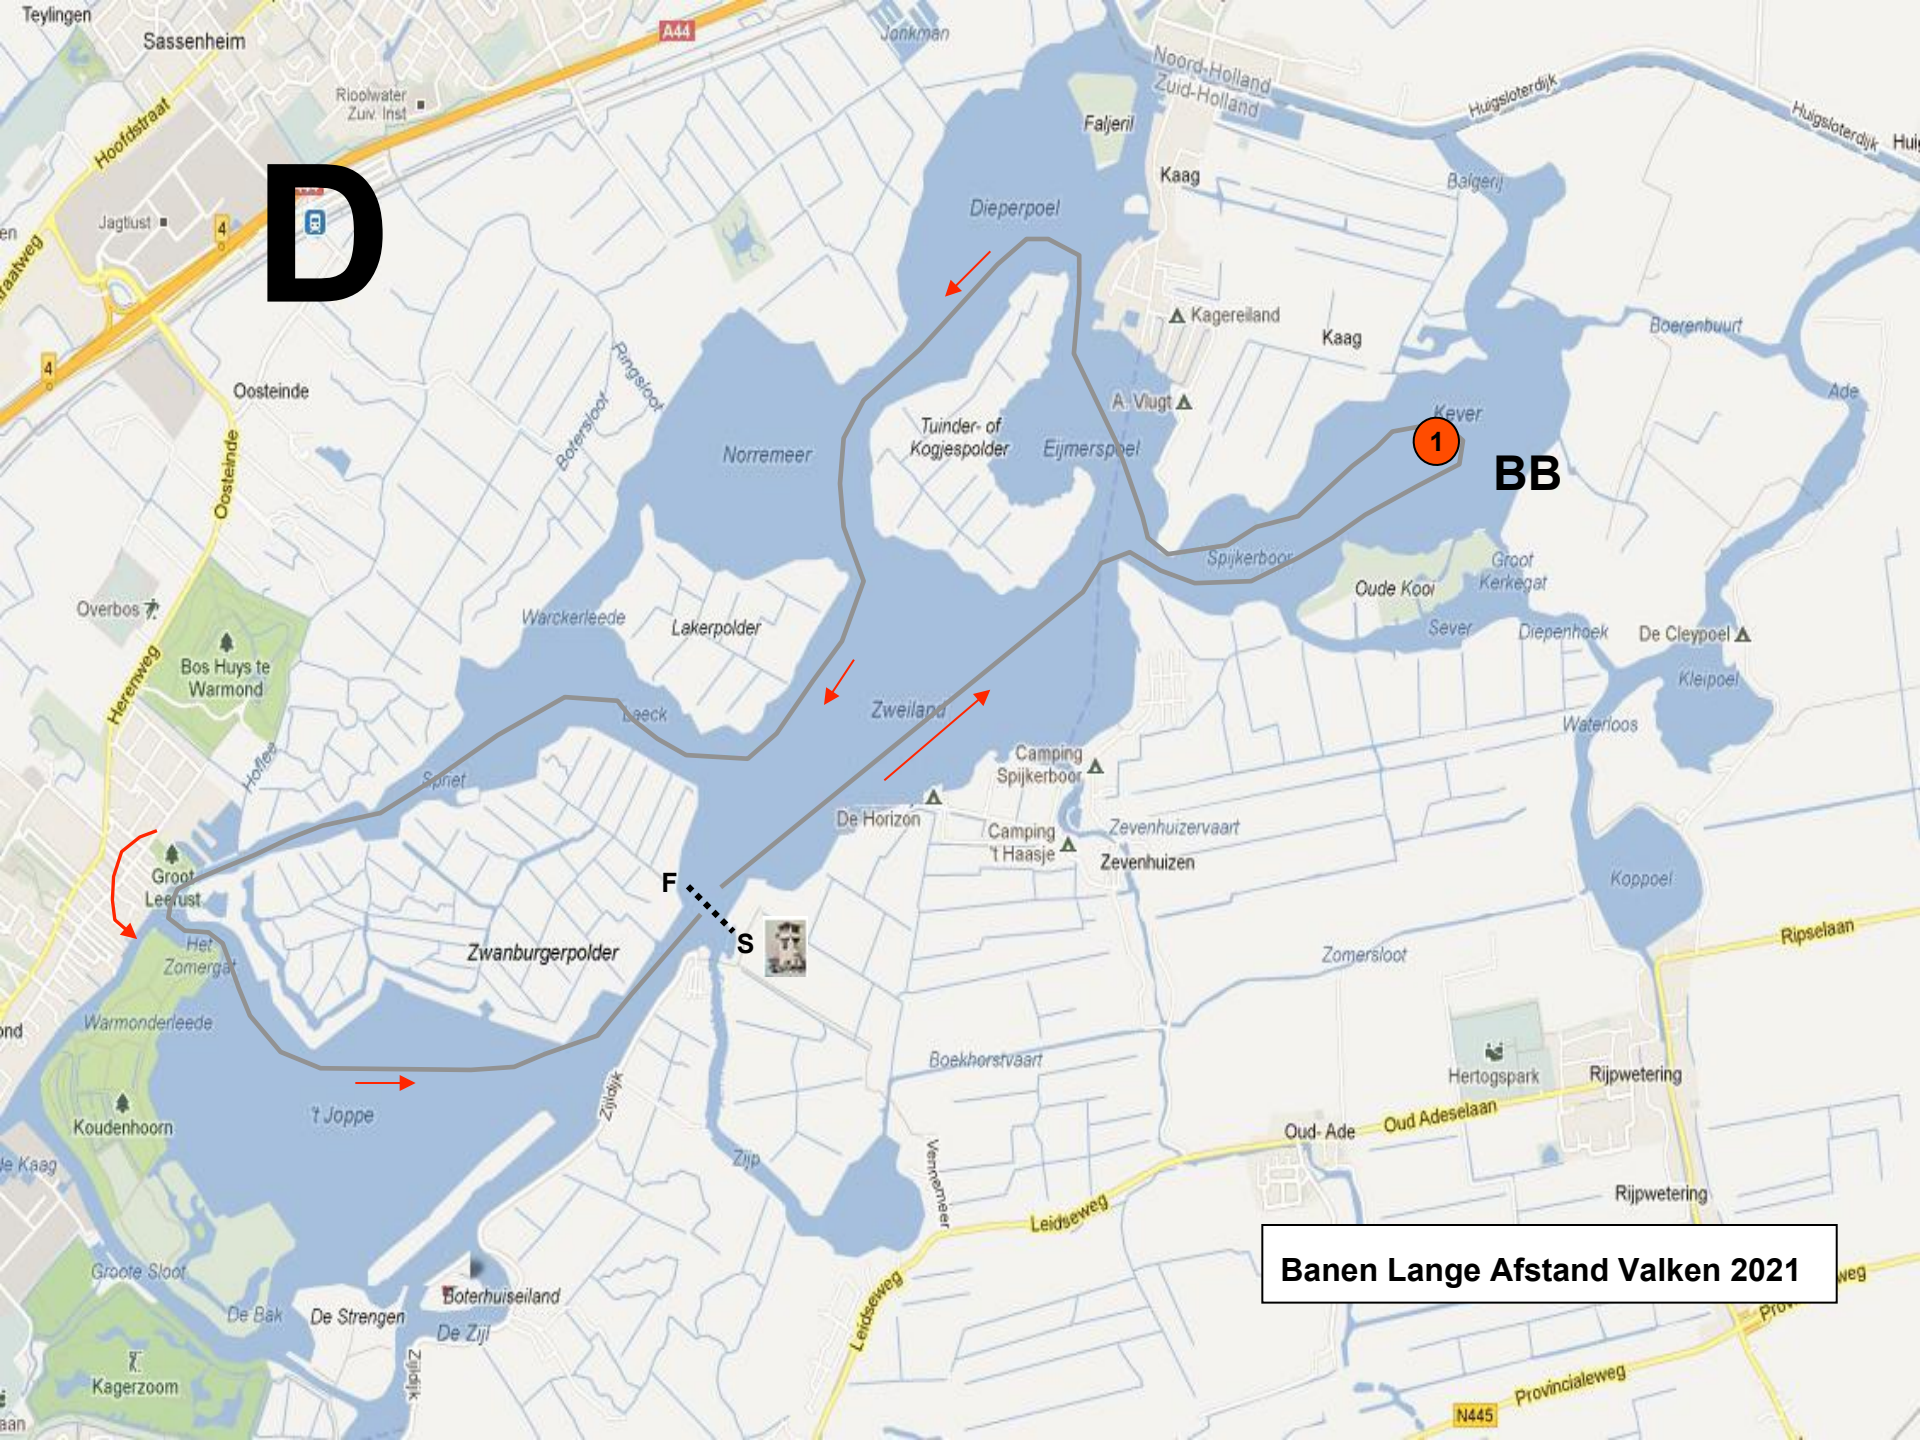 Teylingen
Sassenheim
A44
Jonkman
Noord-Holland
Zuid-Holland
Huigsloterdijk
Huigsloterdijk
Rioolwater
Zuiv. Inst
Hoofdstraat
Faljeril
Kaag
Balgerij
D
Jagtlust
4
Dieperpoel
4
Kagereiland
Kaag
Boerenbuurt
Oosteinde
Ringsloot
Botersloot
A. Vlugt
Kever
Ade
Tuinder- of
Kogjespolder
Eijmerspoel
1
BB
Norremeer
Oosteinde
Spijkerboor
Groot
Kerkegat
Oude Kooi
Overbos
Warckerleede
Lakerpolder
Sever
Diepenhoek
De Cleypoel
Bos Huys te
Warmond
Herenweg
Kleipoel
Laeck
Zweiland
Waterloos
Hoflee
Spriet
Camping
Spijkerboor
De Horizon
Camping
't Haasje
Zevenhuizervaart
Zevenhuizen
Groot
Leerust
F
Koppoel
S
Het
Zomergat
Zwanburgerpolder
Zomersloot
Ripselaan
Warmonderleede
Boekhorstvaart
Hertogspark
Rijpwetering
Zijldijk
't Joppe
Koudenhoorn
Oud Adeselaan
Oud- Ade
Zijp
Vennemeer
Rijpwetering
Leidseweg
Groote Sloot
Banen Lange Afstand Valken 2021
Boterhuiseiland
De Bak
De Strengen
De Zijl
Leidseweg
Zijldijk
Kagerzoom
Provincialeweg
N445